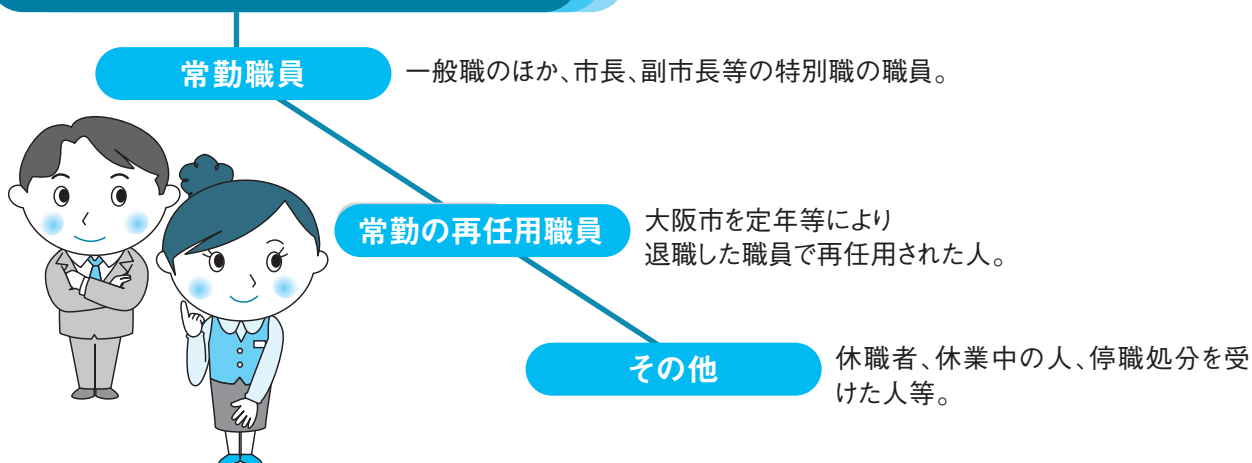 常勤職員
一般職のほか、市長、副市長等の特別職の職員。
常勤の再任用職員
大阪市を定年等により
退職した職員で再任用された人。
その他
休職者、休業中の人、停職処分を受
けた人等。